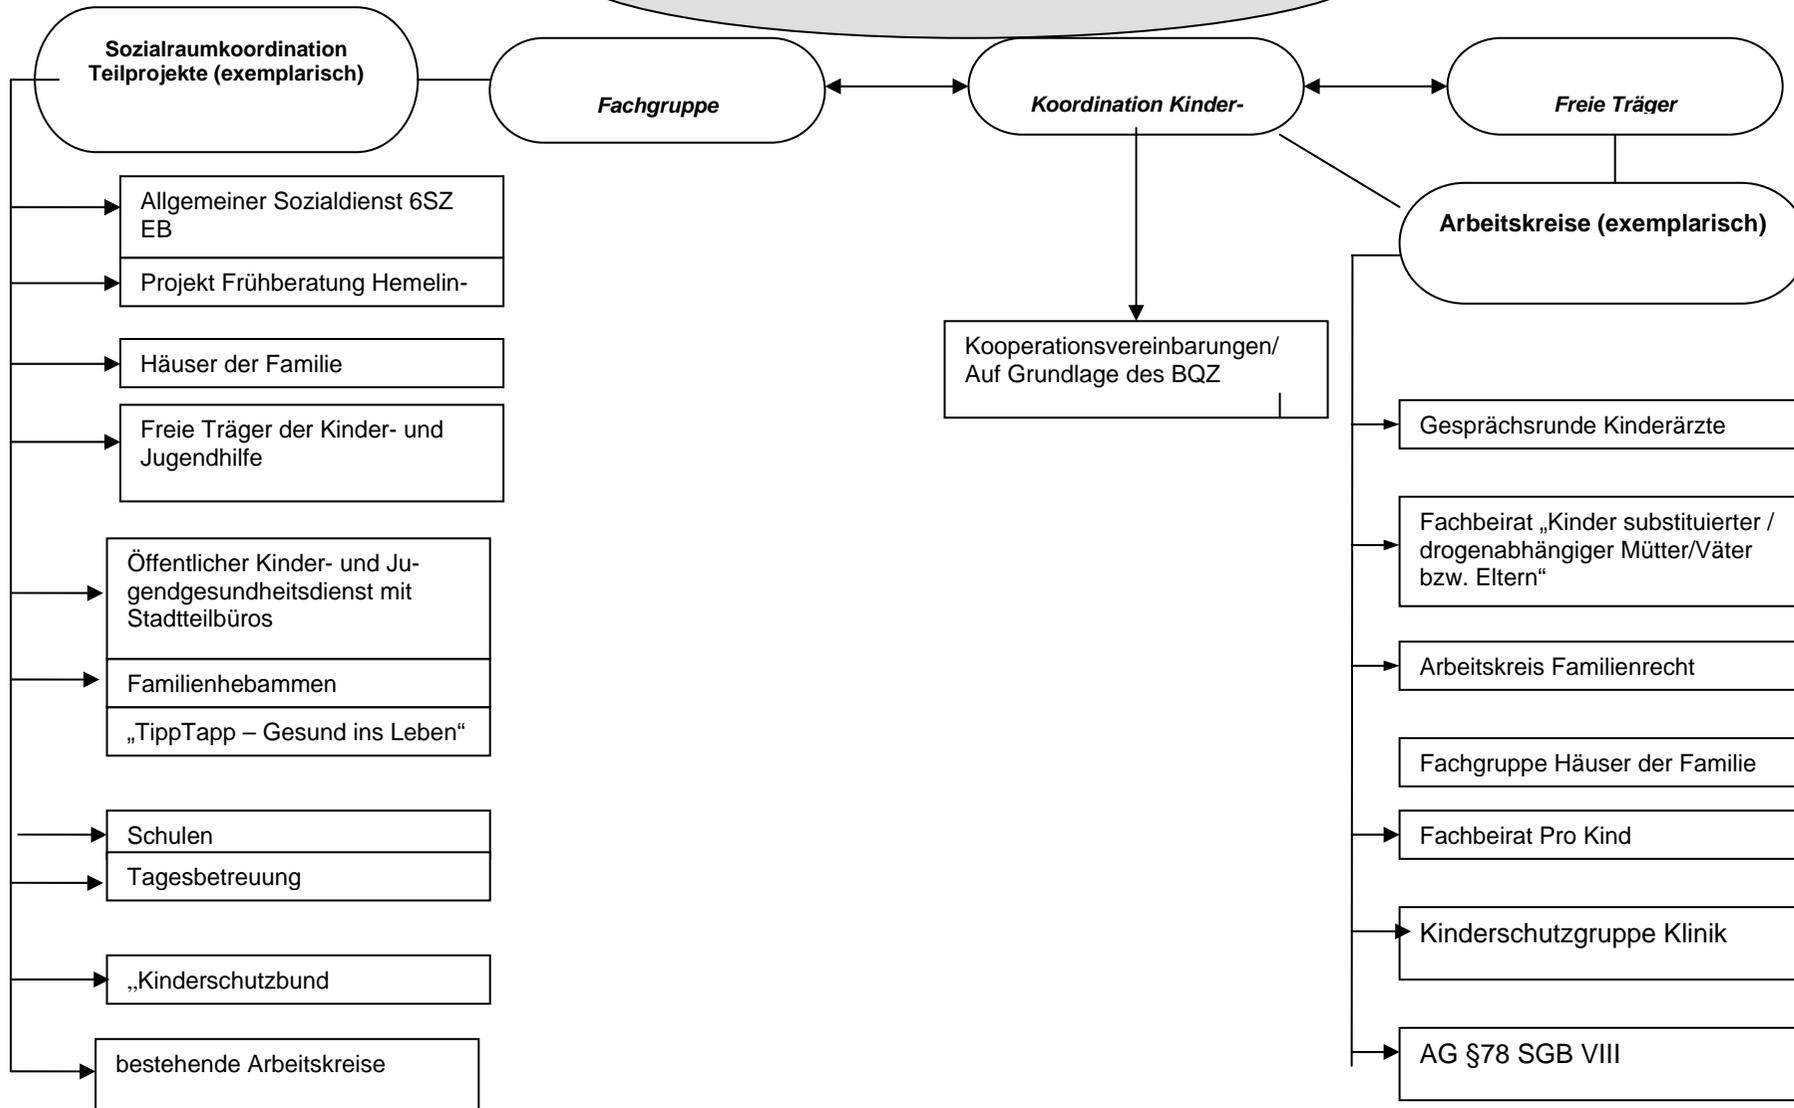 Sozialraumkoordination
Teilprojekte (exemplarisch)
Fachgruppe
Koordination Kinder-
Freie Träger
Allgemeiner Sozialdienst 6SZ
EB
Projekt Frühberatung Hemelin-
Häuser der Familie
Freie Träger der Kinder- und
Jugendhilfe
Öffentlicher Kinder- und Ju-
gendgesundheitsdienst mit
Stadtteilbüros
Familienhebammen
„TippTapp – Gesund ins Leben“
Schulen
Tagesbetreuung
„Kinderschutzbund
bestehende Arbeitskreise
Kooperationsvereinbarungen/
Auf Grundlage des BQZ
Arbeitskreise (exemplarisch)
Gesprächsrunde Kinderärzte
Fachbeirat „Kinder substituierter /
drogenabhängiger Mütter/Väter
bzw. Eltern“
Arbeitskreis Familienrecht
Fachgruppe Häuser der Familie
Fachbeirat Pro Kind
Kinderschutzgruppe Klinik
AG §78 SGB VIII